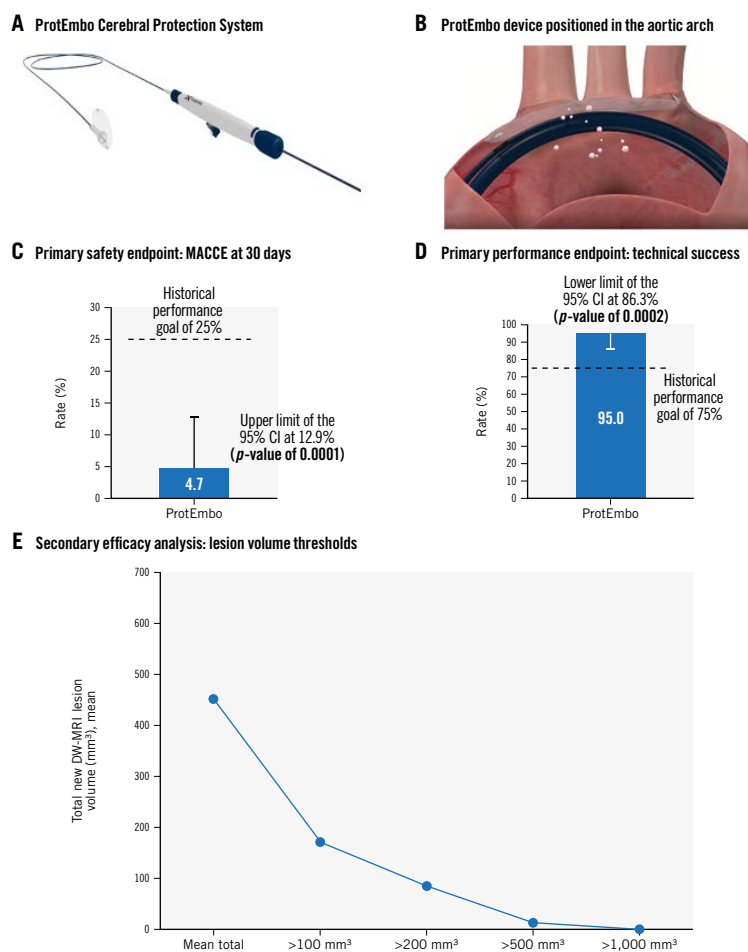 A ProtEmbo Cerebral Protection System
B ProtEmbo device positioned in the aortic arch
C Primary safety endpoint: MACCE at 30 days
Rate (%)
30
25
20
15
10
5
0
Historical
performance
goal of 25%
Upper limit of the
95% CI at 12.9%
(p-value of 0.0001)
4.7
ProtEmbo
D Primary performance endpoint: technical success
Lower limit of the
95% CI at 86.3%
(p-value of 0.0002)
Rate (%)
100
90
80
70
60
50
40
30
20
10
0
Historical
performance
goal of 75%
95.0
ProtEmbo
E Secondary efficacy analysis: lesion volume thresholds
Total new DW-MRI lesion
volume (mm³), mean
700
600
500
400
300
200
100
0
Mean total >100 mm³ >200 mm³ >500 mm³ >1,000 mm³